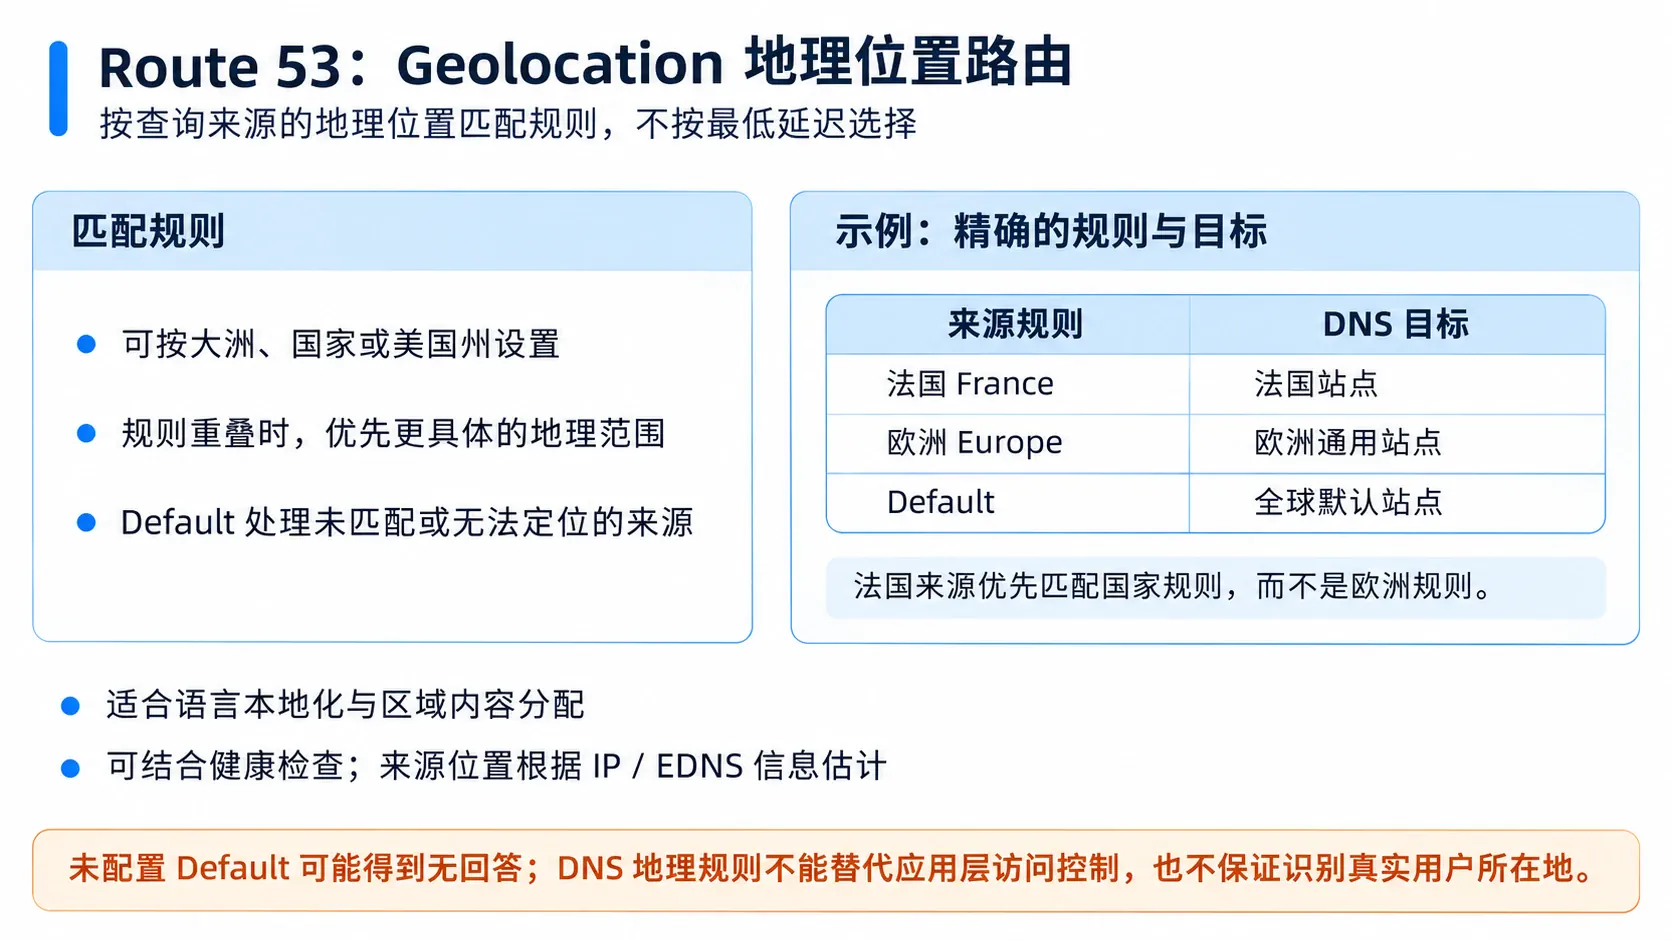 Route 53：Geolocation 地理位置路由
按查询来源的地理位置匹配规则，不按最低延迟选择
匹配规则
可按大洲、国家或美国州设置
规则重叠时，优先更具体的地理范围
Default 处理未匹配或无法定位的来源
示例：精确的规则与目标
来源规则 DNS 目标
法国 France 法国站点
欧洲 Europe 欧洲通用站点
Default 全球默认站点
法国来源优先匹配国家规则，而不是欧洲规则。
适合语言本地化与区域内容分配
可结合健康检查；来源位置根据 IP / EDNS 信息估计
未配置 Default 可能得到无回答；DNS 地理规则不能替代应用层访问控制，也不保证识别真实用户所在地。